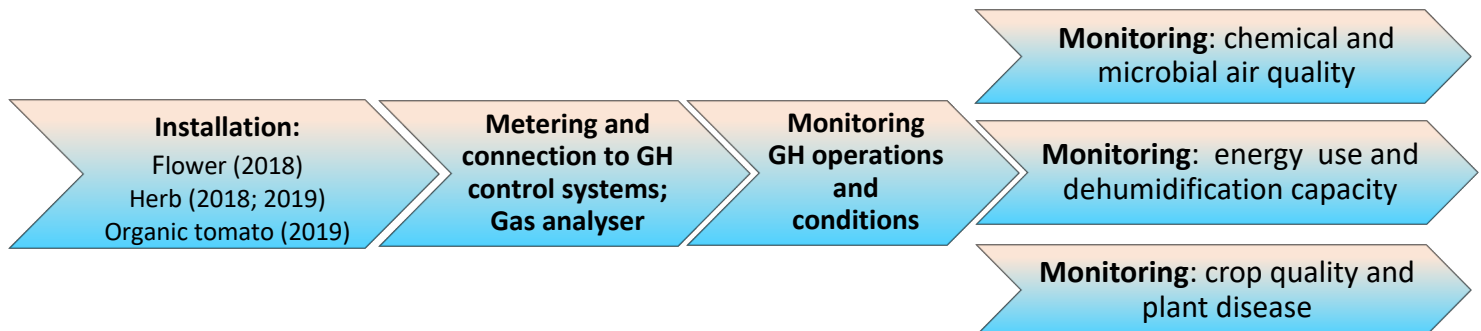 Installation:
Flower (2018)
Herb (2018; 2019)
Organic tomato (2019)
Metering and
connection to GH
control systems;
Gas analyser
Monitoring
GH operations
and
conditions
Monitoring: chemical and
microbial air quality
Monitoring: energy use and
dehumidification capacity
Monitoring: crop quality and
plant disease